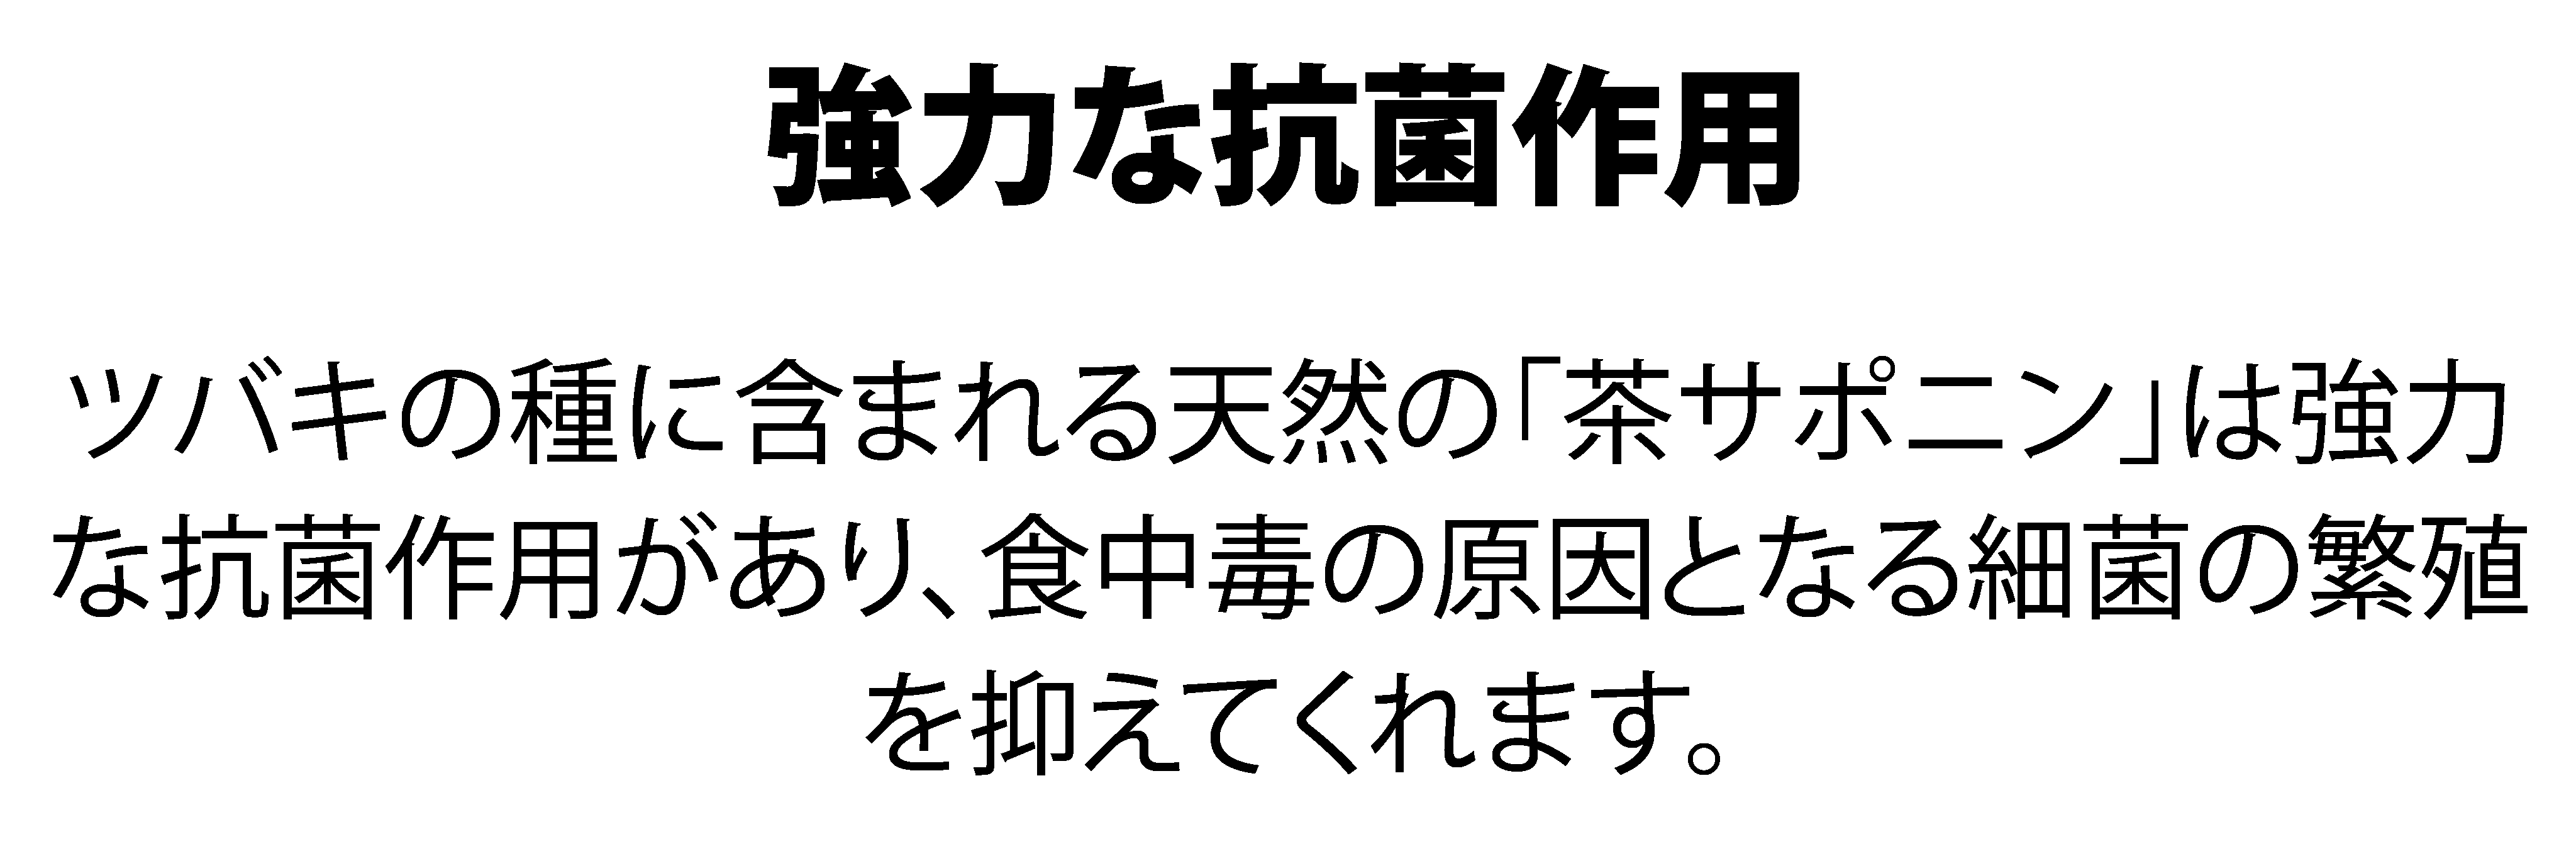 強力な抗菌作用
ツバキの種に含まれる天然の「茶サポニン」は強力
な抗菌作用があり、食中毒の原因となる細菌の繁殖
を抑えてくれます。